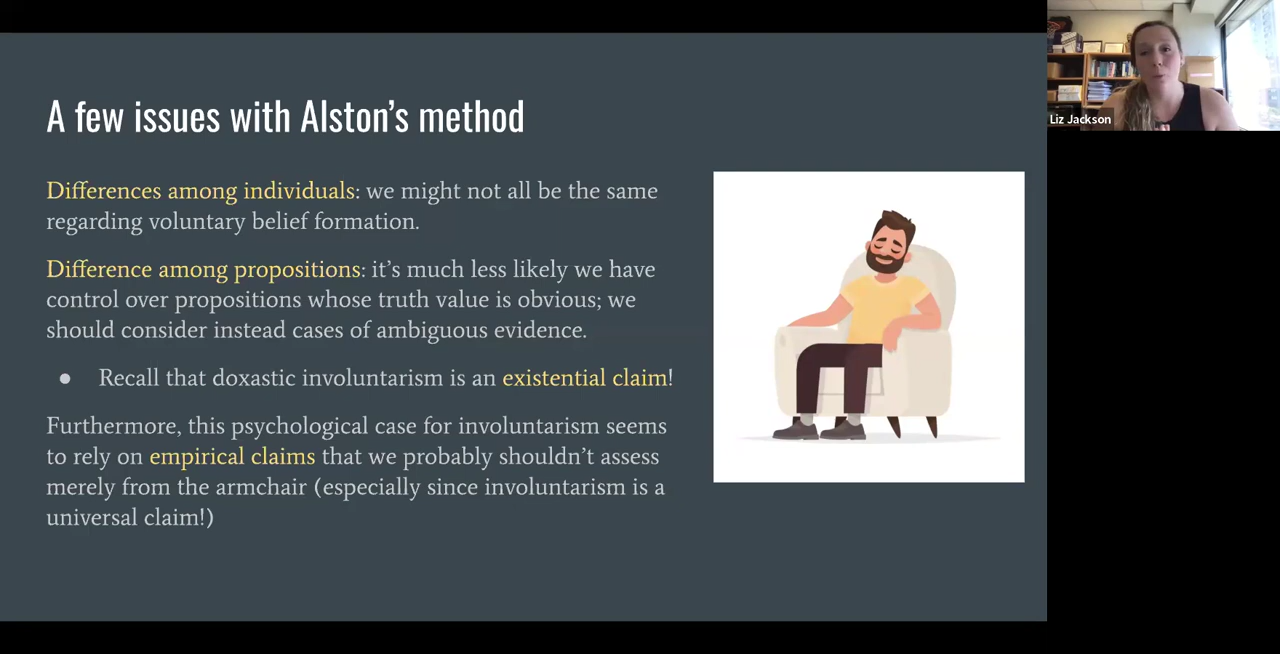 A few issues with Alston's method
Differences among individuals: we might not all be the same
regarding voluntary belief formation.
Difference among propositions: it's much less likely we have
control over propositions whose truth value is obvious; we
should consider instead cases of ambiguous evidence.
● Recall that doxastic involuntarism is an existential claim!
Furthermore, this psychological case for involuntarism seems
to rely on empirical claims that we probably shouldn't assess
merely from the armchair (especially since involuntarism is a
universal claim!)
Liz Jackson